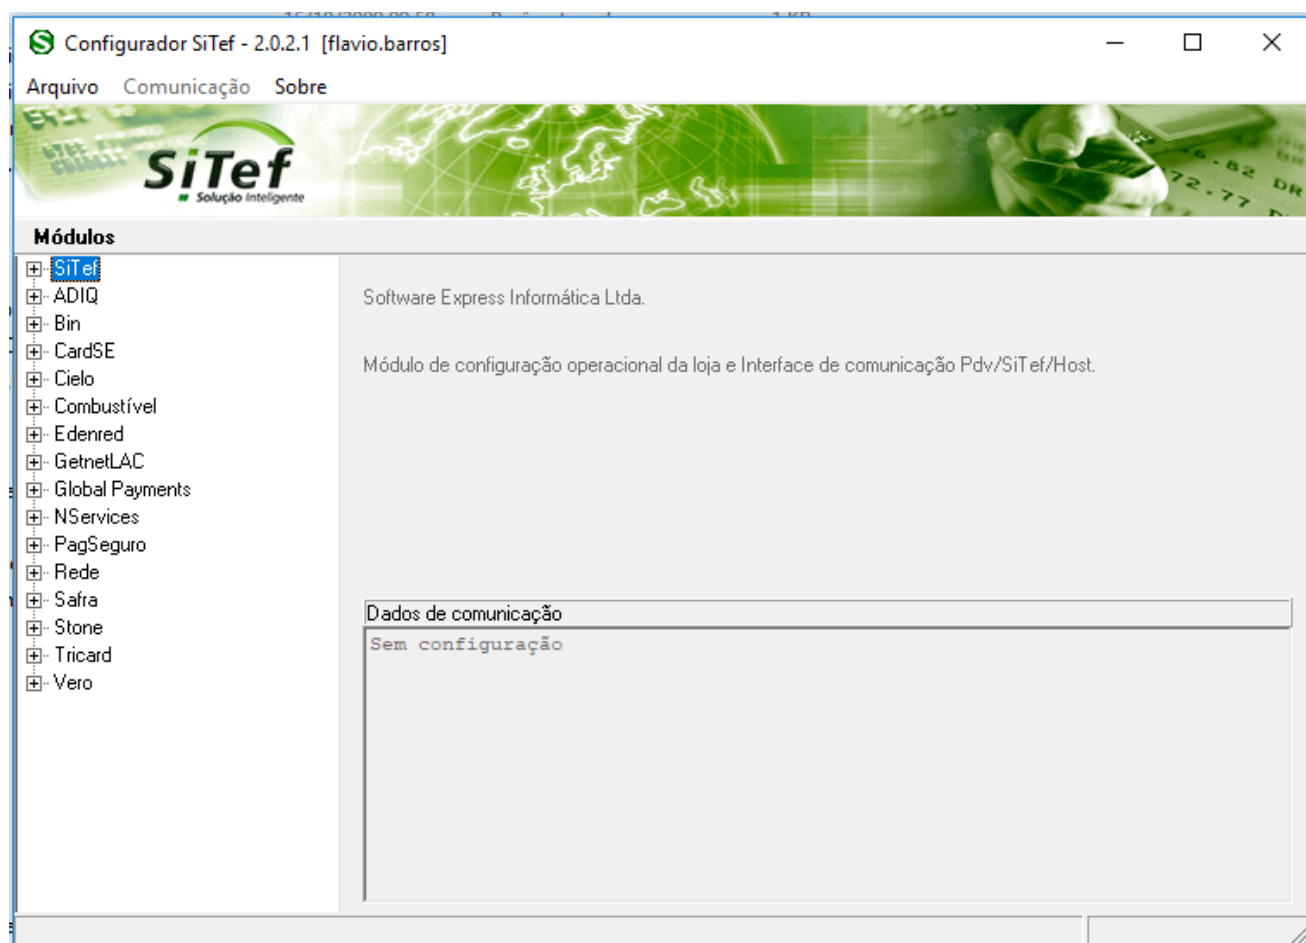 Configurador SiTef - 2.0.2.1 [flavio.barros]
Arquivo Comunicação Sobre
SiTef
Solução Inteligente
Módulos
SiTef
ADIQ
Bin
CardSE
Cielo
Combustível
Edenred
GetnetLAC
Global Payments
NServices
PagSeguro
Rede
Safra
Stone
Tricard
Vero
Software Express Informática Ltda.
Módulo de configuração operacional da loja e Interface de comunicação Pdv/SiTef/Host.
Dados de comunicação
Sem configuração